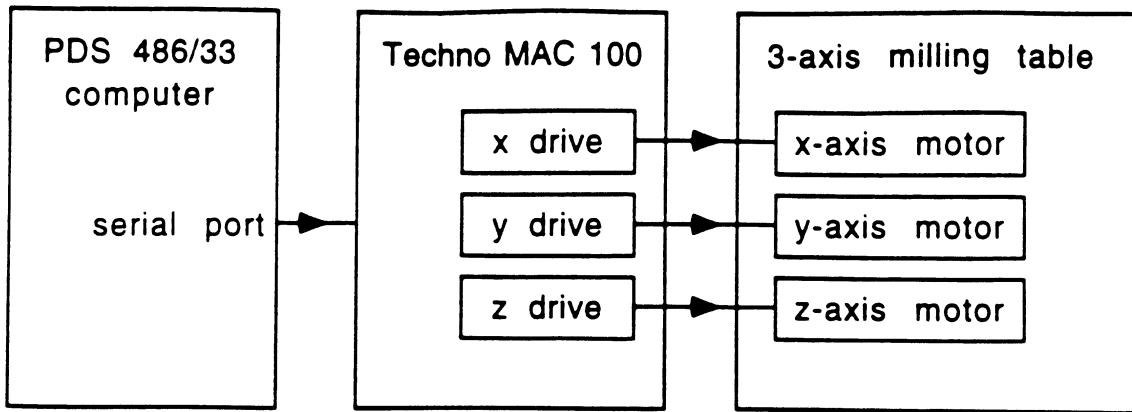 PDS 486/33
computer
serial port
Techno MAC 100
x drive
y drive
z drive
3-axis milling table
x-axis motor
y-axis motor
z-axis motor